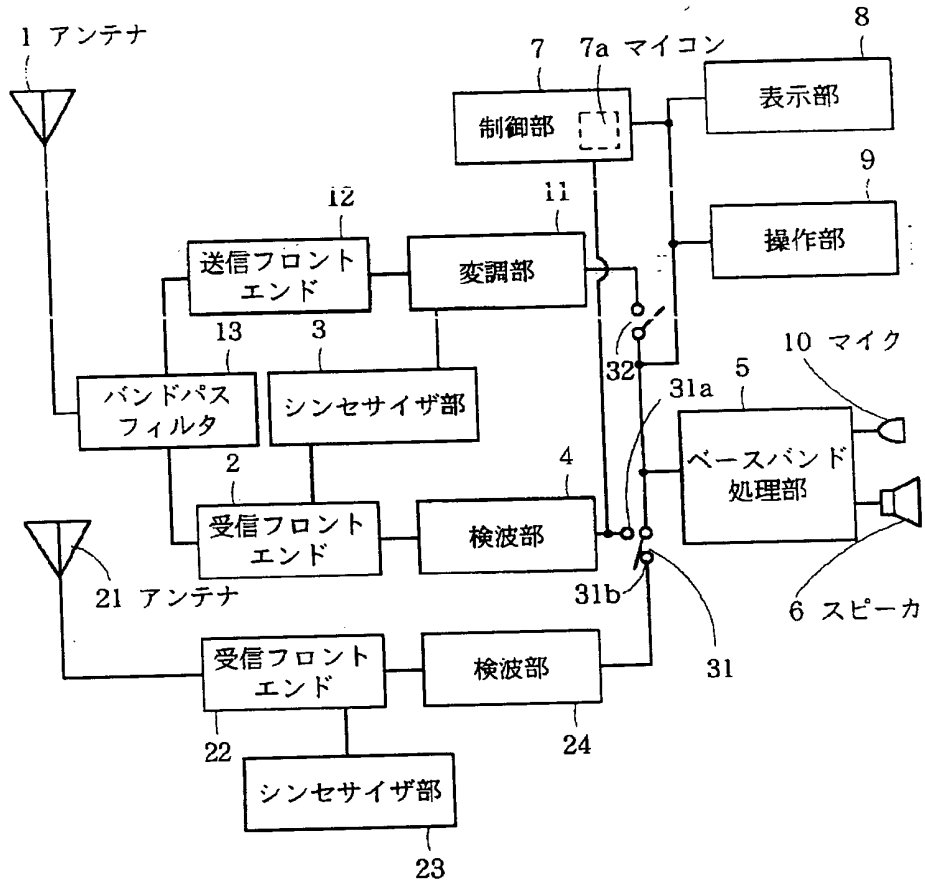 1 アンテナ
7
7a マイコン
8
制御部
表示部
9
操作部
12
11
送信フロント
エンド
変調部
13
3
32
バンドパス
フィルタ
シンセサイザ部
31a
5
10 マイク
2
4
ベースバンド
処理部
受信フロント
エンド
検波部
21 アンテナ
31b
31
6 スピーカ
受信フロント
エンド
検波部
22
24
シンセサイザ部
23